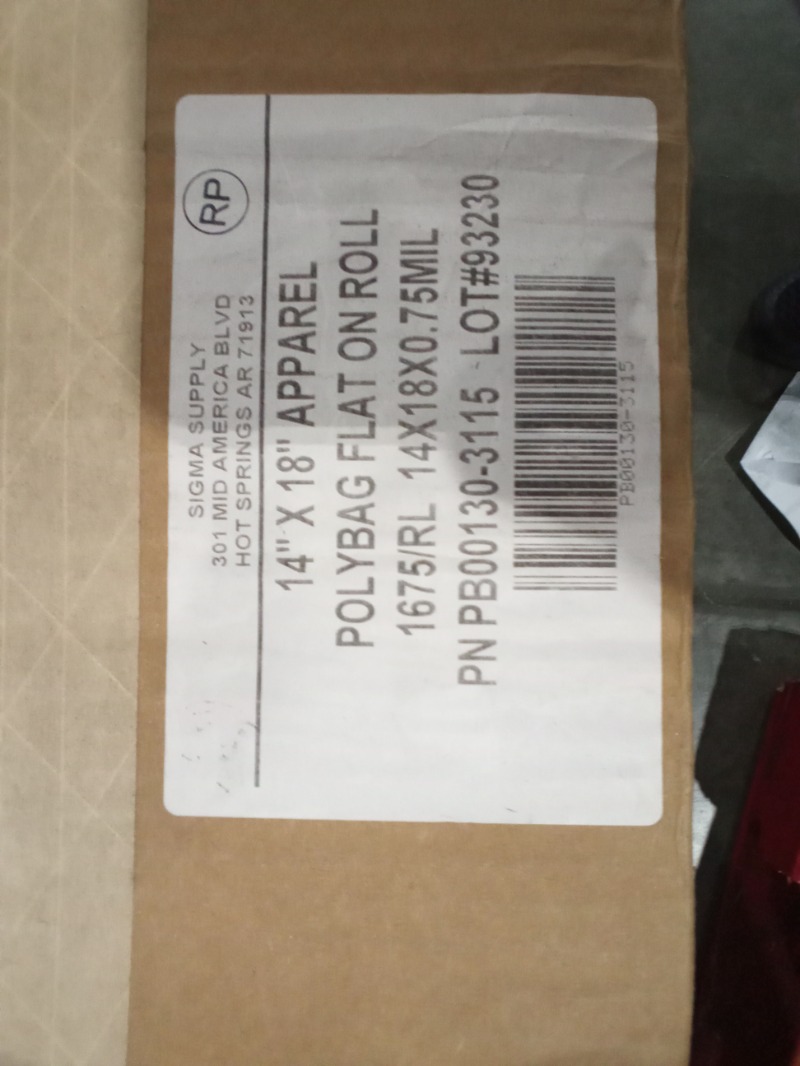 RP
SIGMA SUPPLY
301 MID AMERICA BLVD
HOT SPRINGS AR 71913
14" X 18" APPAREL
POLYBAG FLAT ON ROLL
1675/RL 14X18X0.75MIL
PN PB00130-3115 LOT#93230
PB00130-3115